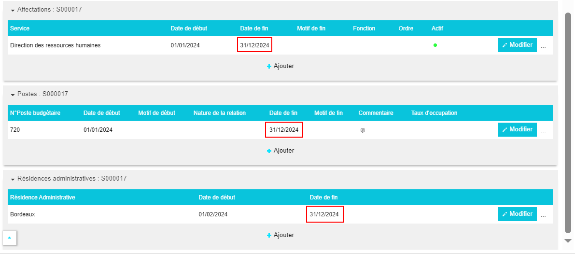 Affectations : S000017
Service Date de début Date de fin Motif de fin Fonction Ordre Actif
Direction des ressources humaines 01/01/2024 31/12/2024 Modifier ...
+ Ajouter
Postes : S000017
N°Poste budgétaire Date de début Motif de début Nature de la relation Date de fin Motif de fin Commentaire Taux d'occupation
720 01/01/2024 31/12/2024 Modifier ...
+ Ajouter
Résidences administratives : S000017
Résidence Administrative Date de début Date de fin
Bordeaux 01/02/2024 31/12/2024 Modifier ...
+ Ajouter